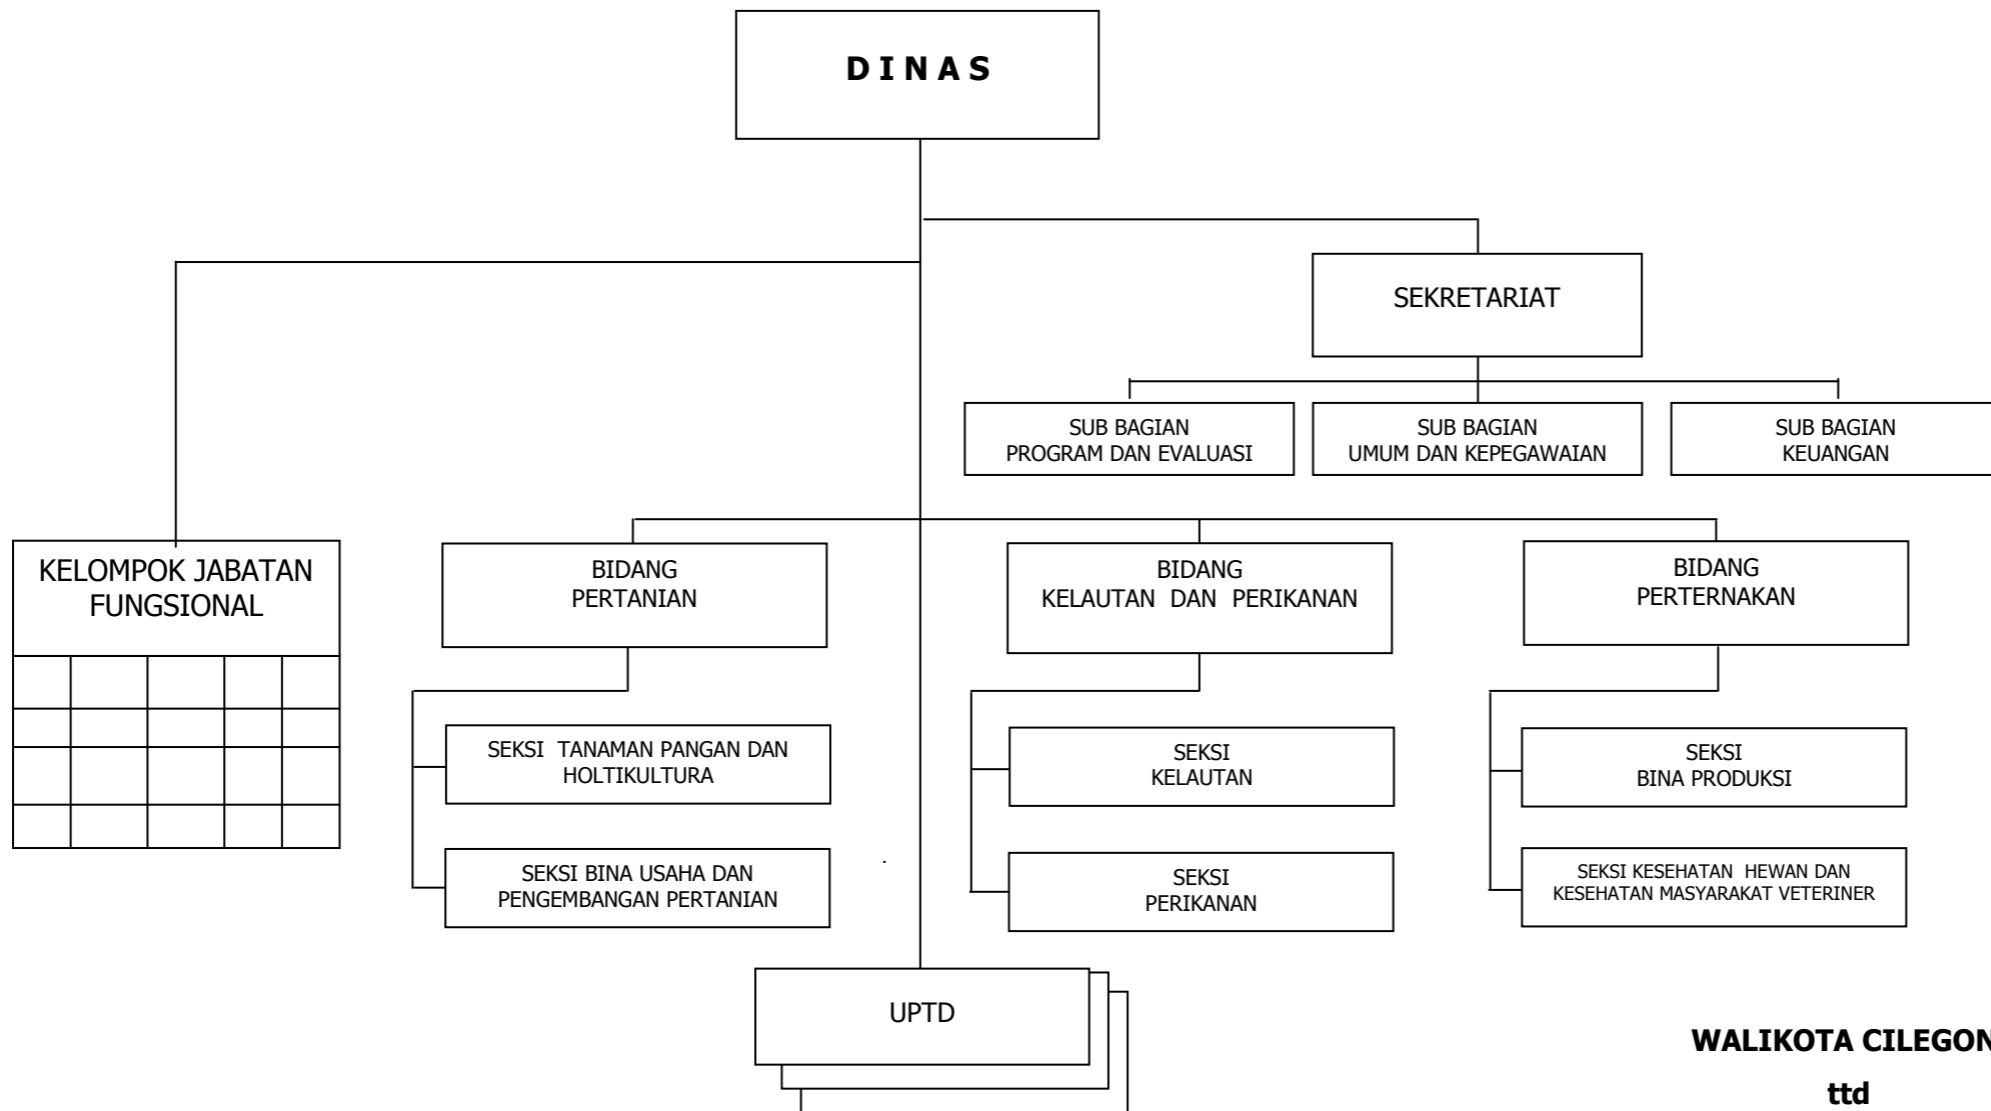 D I N A S
SEKRETARIAT
SUB BAGIAN
PROGRAM DAN EVALUASI
SUB BAGIAN
UMUM DAN KEPEGAWAIAN
SUB BAGIAN
KEUANGAN
KELOMPOK JABATAN
FUNGSIONAL
BIDANG
PERTANIAN
BIDANG
KELAUTAN DAN PERIKANAN
BIDANG
PERTERNAKAN
SEKSI TANAMAN PANGAN DAN
HOLTIKULTURA
SEKSI
KELAUTAN
SEKSI
BINA PRODUKSI
SEKSI BINA USAHA DAN
PENGEMBANGAN PERTANIAN
SEKSI
PERIKANAN
SEKSI KESEHATAN HEWAN DAN
KESEHATAN MASYARAKAT VETERINER
UPTD
WALIKOTA CILEGON
ttd